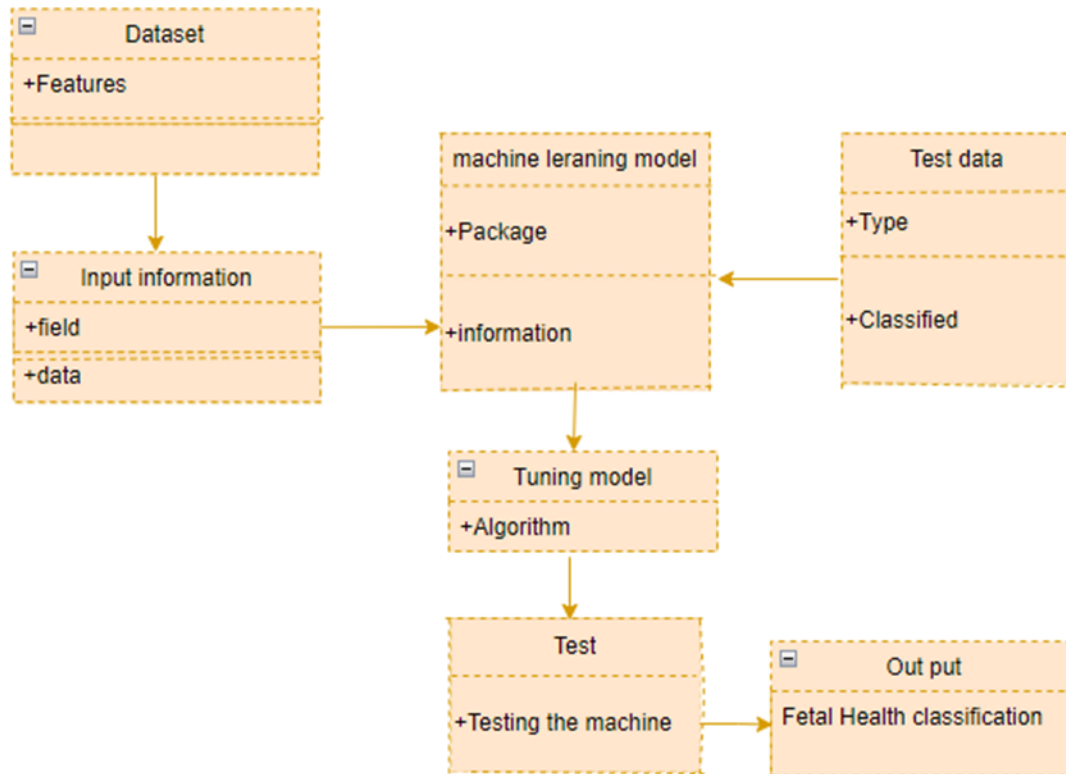 Dataset
+Features
Input information
+field
+data
machine leraning model
+Package
+information
Test data
+Type
+Classified
Tuning model
+Algorithm
Test
+Testing the machine
Out put
Fetal Health classification